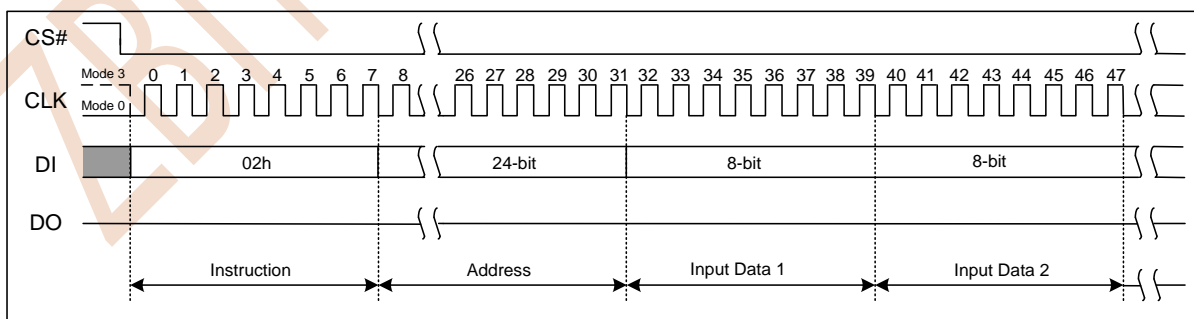 CS#
Mode 3 0 1 2 3 4 5 6 7 8 26 27 28 29 30 31 32 33 34 35 36 37 38 39 40 41 42 43 44 45 46 47
CLK
Mode 0
DI 02h 24-bit 8-bit 8-bit
DO
Instruction Address Input Data 1 Input Data 2
ZBIT